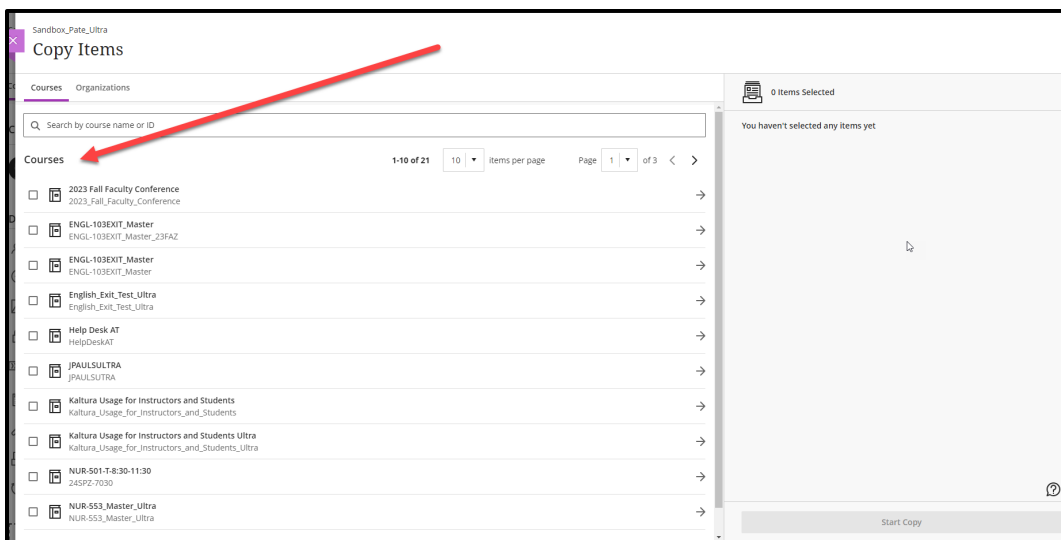 Sandbox_Pate_Ultra
Copy Items
Courses Organizations
0 Items Selected
Search by course name or ID
You haven't selected any items yet
Courses 1-10 of 21 10 items per page Page 1 of 3
2023 Fall Faculty Conference
2023_Fall_Faculty_Conference
ENGL-103EXIT_Master
ENGL-103EXIT_Master_23FAZ
ENGL-103EXIT_Master
ENGL-103EXIT_Master
English_Exit_Test_Ultra
English_Exit_Test_Ultra
Help Desk AT
HelpDeskAT
JPAULSULTRA
JPAULSUTRA
Kaltura Usage for Instructors and Students
Kaltura_Usage_for_Instructors_and_Students
Kaltura Usage for Instructors and Students Ultra
Kaltura_Usage_for_Instructors_and_Students_Ultra
NUR-501-T-8:30-11:30
24SPZ-7030
NUR-553_Master_Ultra
NUR-553_Master_Ultra
Start Copy